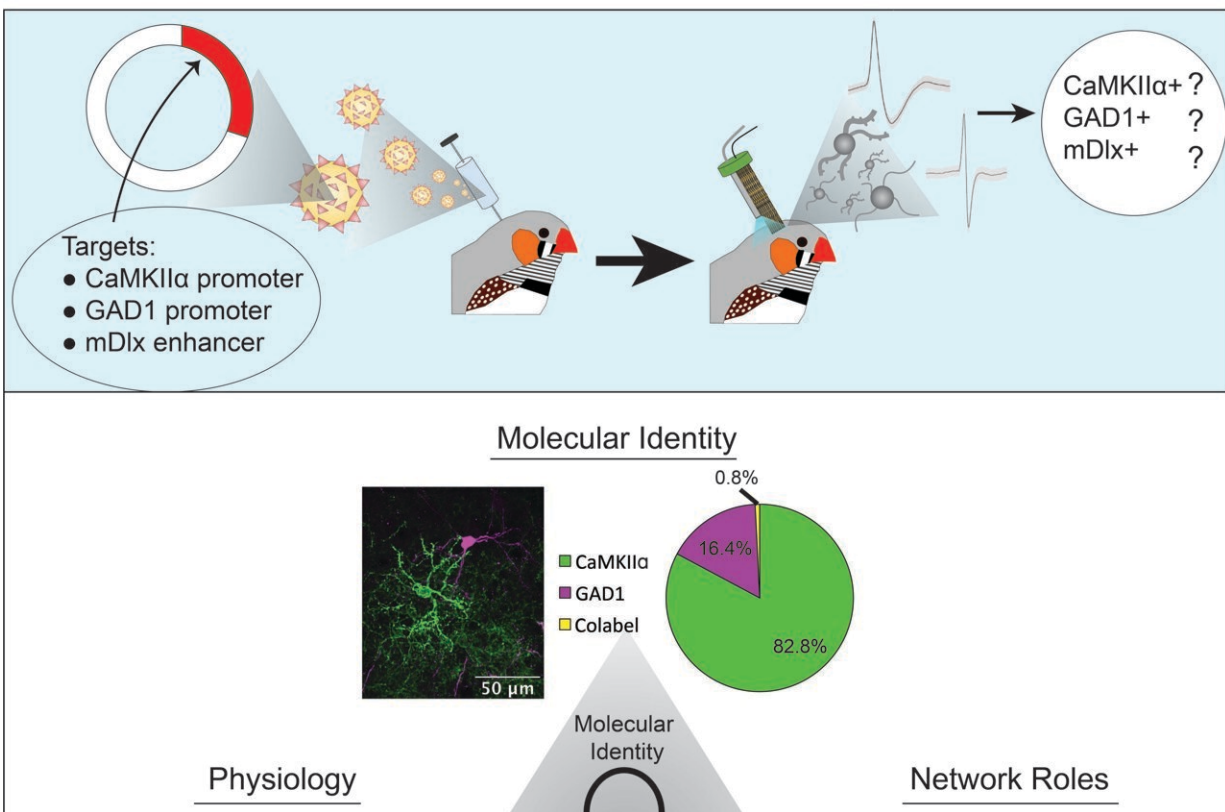 Targets:
● CaMKIIα promoter
● GAD1 promoter
● mDlx enhancer
CaMKIIα+ ?
GAD1+ ?
mDlx+ ?
Molecular Identity
0.8%
16.4%
82.8%
CaMKIIα
GAD1
Colabel
50 µm
Molecular
Identity
Physiology
Network Roles